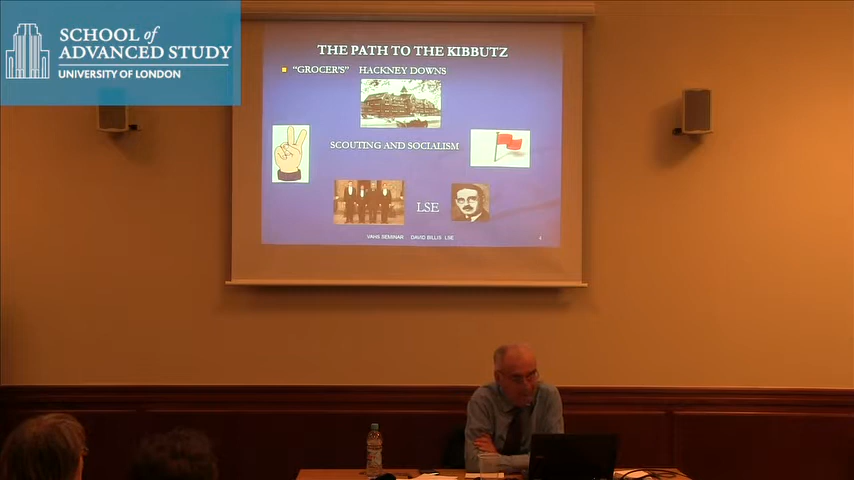 SCHOOL of
ADVANCED STUDY
UNIVERSITY OF LONDON
THE PATH TO THE KIBBUTZ
"GROCER'S" HACKNEY DOWNS
SCOUTING AND SOCIALISM
LSE
VAHS SEMINAR DAVID BILLIS LSE
4